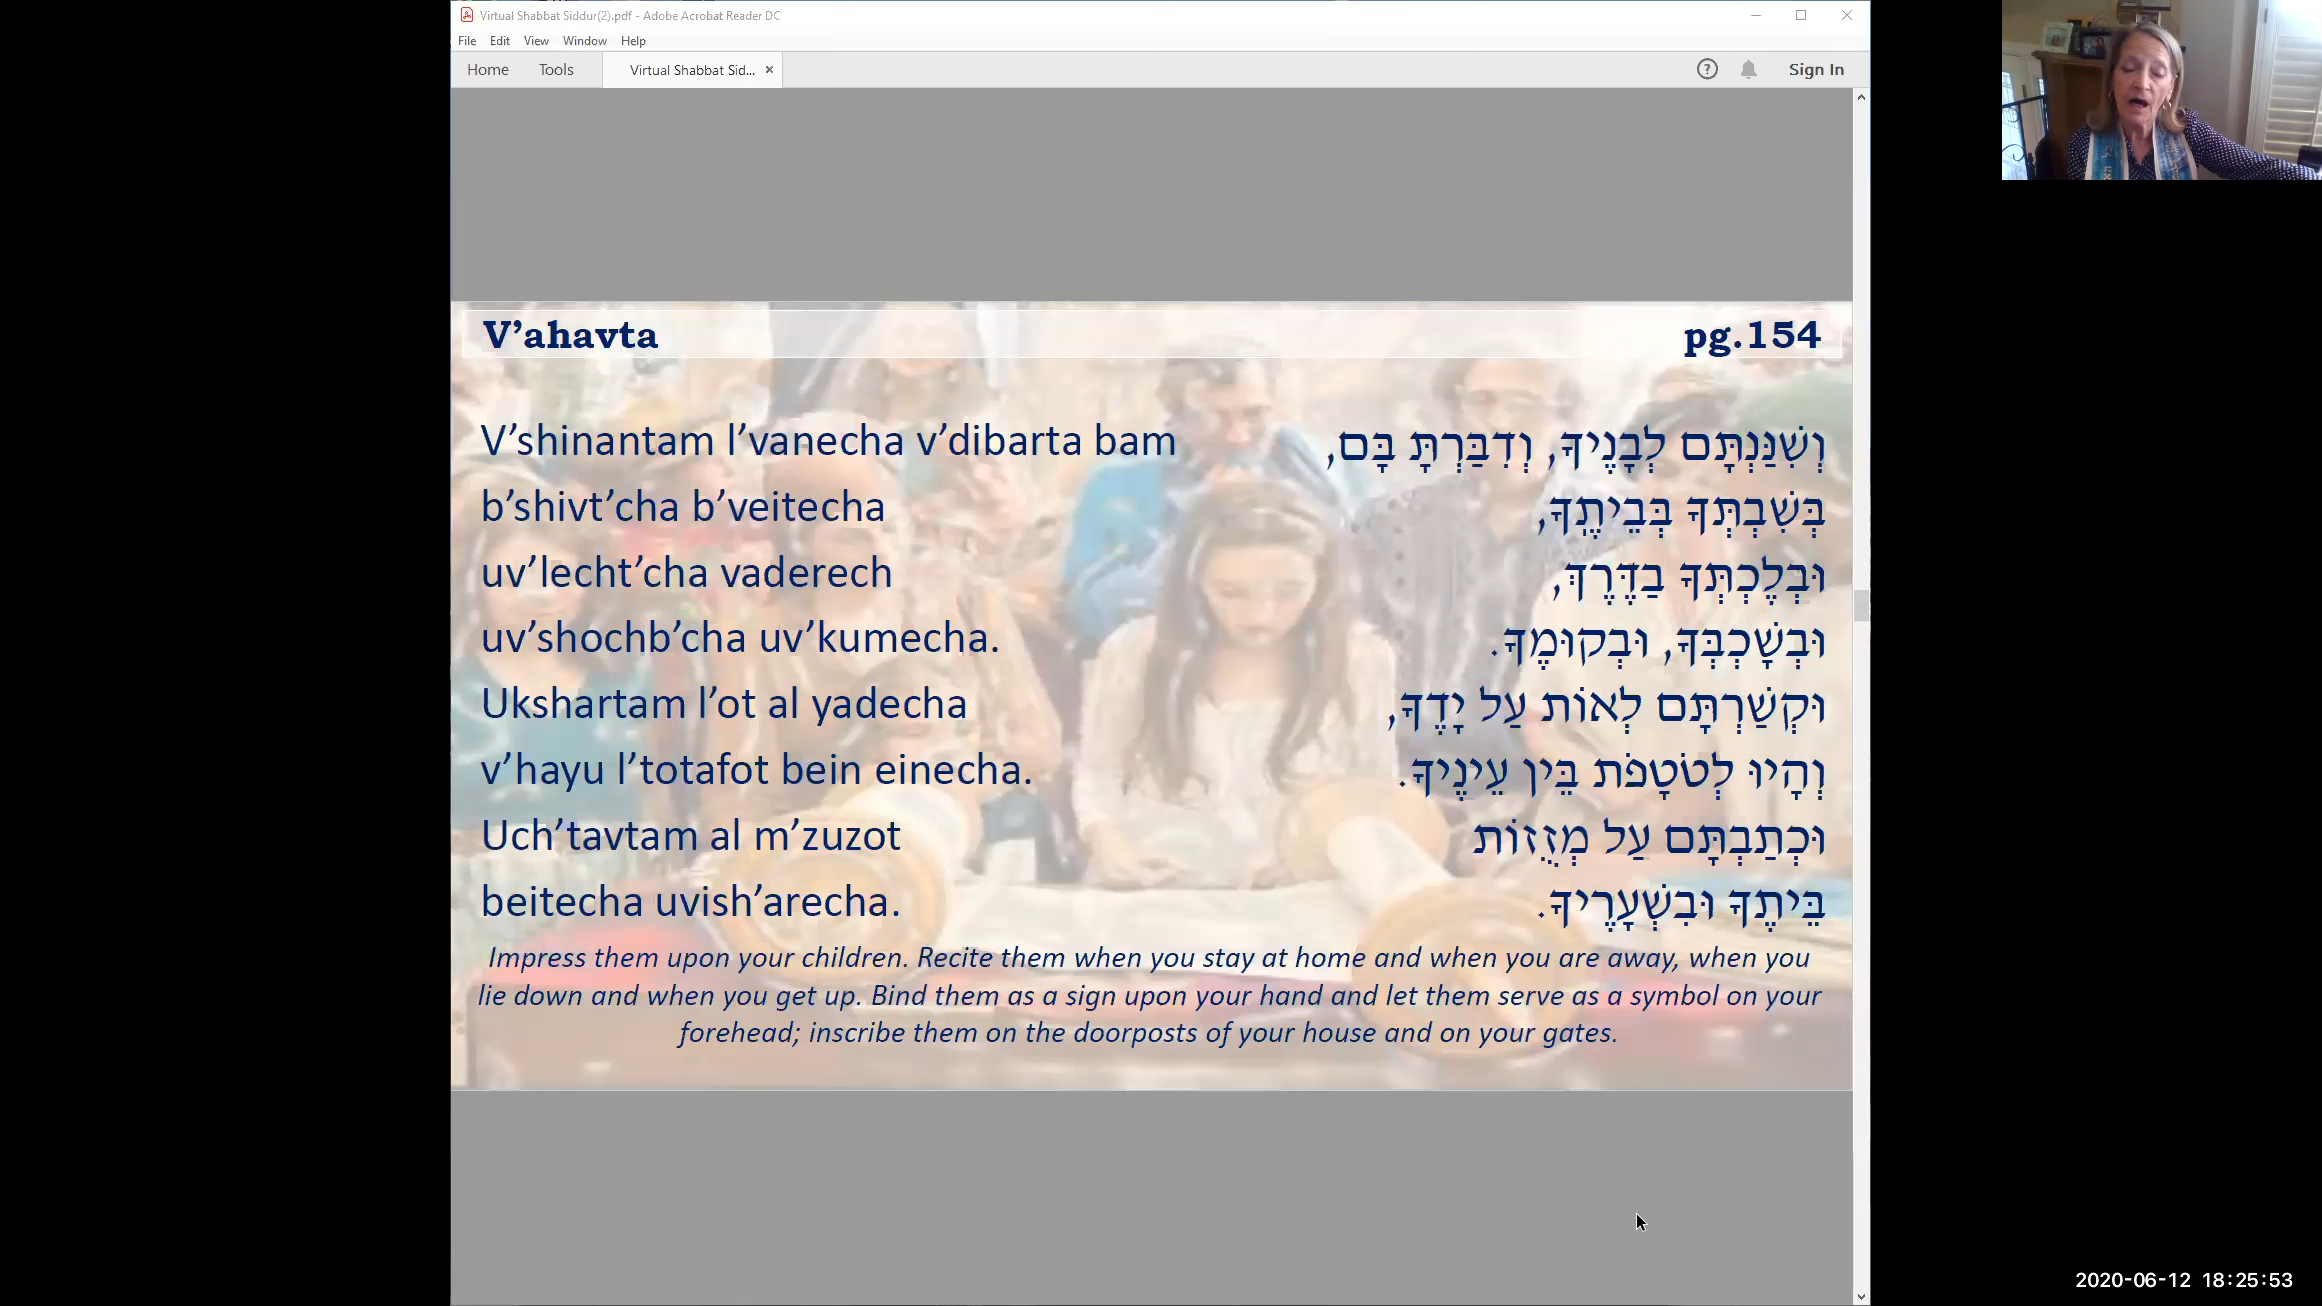 Virtual Shabbat Siddur(2).pdf - Adobe Acrobat Reader DC
File Edit View Window Help
Home Tools Virtual Shabbat Sid... × ? Sign In
V’ahavta pg.154
V’shinantam l’vanecha v’dibarta bam
b’shivt’cha b’veitecha
uv’lecht’cha vaderech
uv’shochb’cha uv’kumecha.
Ukshartam l’ot al yadecha
v’hayu l’totafot bein einecha.
Uch’tavtam al m’zuzot
beitecha uvish’arecha.
וְשִׁנַּנְתָּם לְבָנֶיךָ, וְדִבַּרְתָּ בָּם,
בְּשִׁבְתְּךָ בְּבֵיתֶךָ,
וּבְלֶכְתְּךָ בַדֶּרֶךְ,
וּבְשָׁכְבְּךָ, וּבְקוּמֶךָ.
וּקְשַׁרְתָּם לְאוֹת עַל יָדֶךָ,
וְהָיוּ לְטֹטָפֹת בֵּין עֵינֶיךָ.
וּכְתַבְתָּם עַל מְזֻזוֹת
בֵּיתֶךָ וּבִשְׁעָרֶיךָ.
Impress them upon your children. Recite them when you stay at home and when you are away, when you
lie down and when you get up. Bind them as a sign upon your hand and let them serve as a symbol on your
forehead; inscribe them on the doorposts of your house and on your gates.
2020-06-12 18:25:53